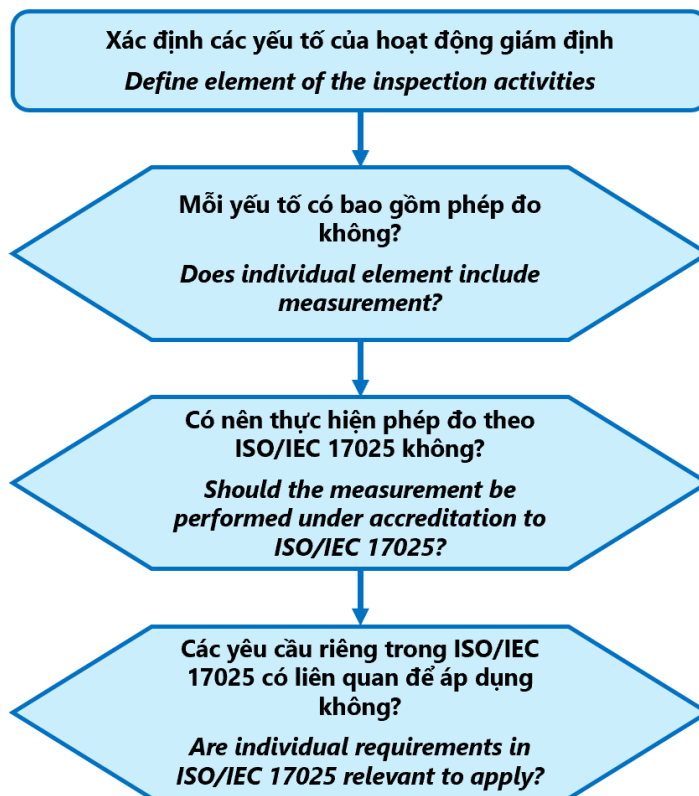 Xác định các yếu tố của hoạt động giám định
Define element of the inspection activities
Mỗi yếu tố có bao gồm phép đo
không?
Does individual element include
measurement?
Có nên thực hiện phép đo theo
ISO/IEC 17025 không?
Should the measurement be
performed under accreditation to
ISO/IEC 17025?
Các yêu cầu riêng trong ISO/IEC
17025 có liên quan để áp dụng
không?
Are individual requirements in
ISO/IEC 17025 relevant to apply?